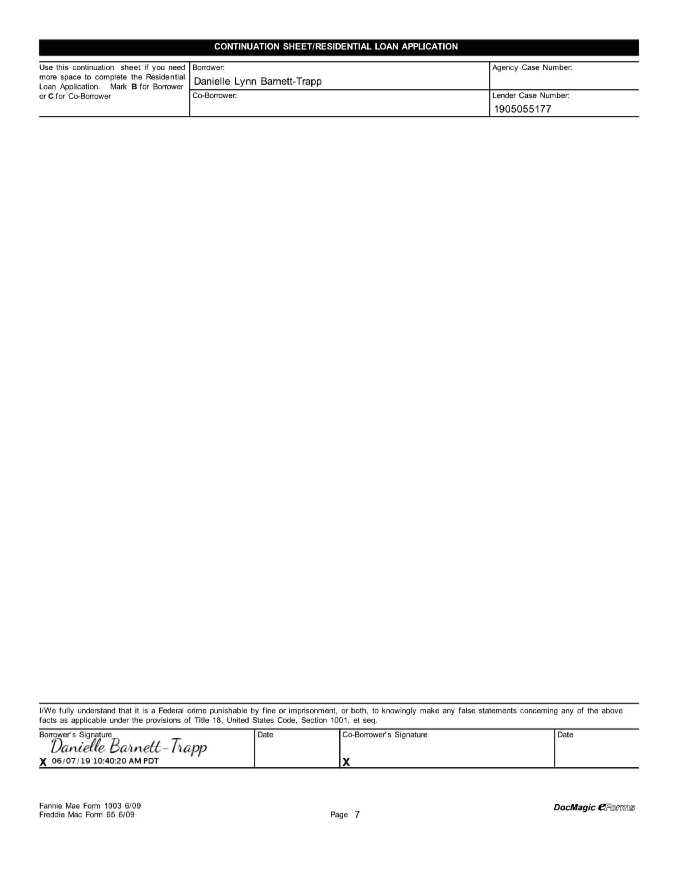 CONTINUATION SHEET/RESIDENTIAL LOAN APPLICATION
Use this continuation sheet if you need
more space to complete the Residential
Loan Application. Mark B for Borrower
or C for Co-Borrower
Borrower:
Danielle Lynn Barnett-Trapp
Agency Case Number:
Co-Borrower:
Lender Case Number:
1905055177
I/We fully understand that it is a Federal crime punishable by fine or imprisonment, or both, to knowingly make any false statements concerning any of the above
facts as applicable under the provisions of Title 18, United States Code, Section 1001, et seq.
Borrower's Signature
Danielle Barnett-Trapp
X 06/07/19 10:40:20 AM PDT
Date
Co-Borrower's Signature
X
Date
Fannie Mae Form 1003 6/09
Freddie Mac Form 65 6/09
Page 7
DocMagic eForms